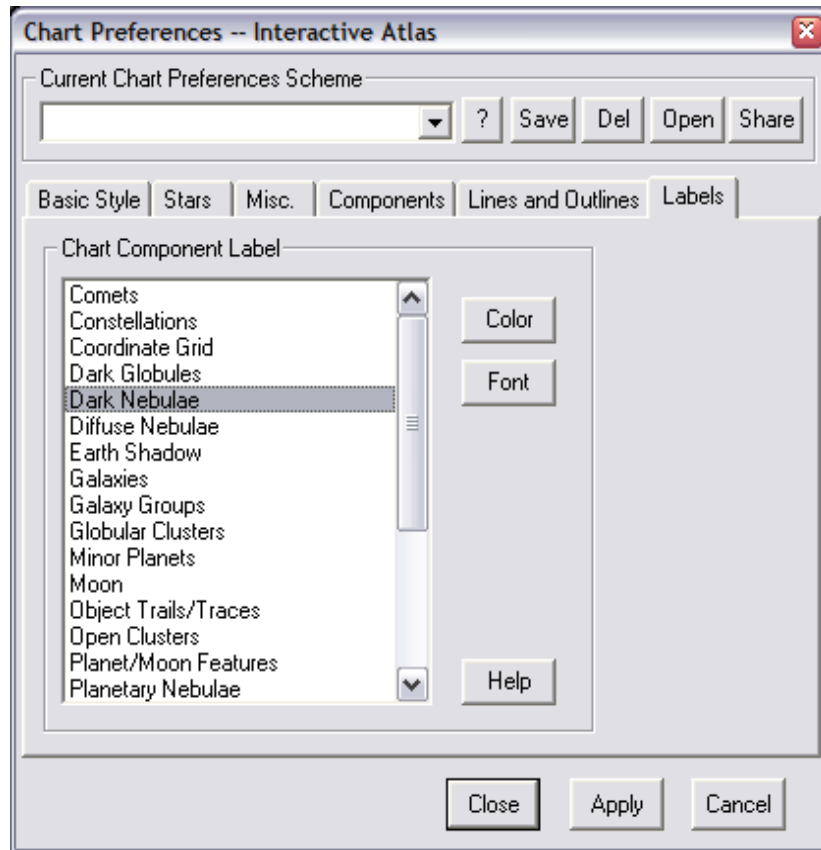 Chart Preferences -- Interactive Atlas
Current Chart Preferences Scheme
? Save Del Open Share
Basic Style Stars Misc. Components Lines and Outlines Labels
Chart Component Label
Comets
Constellations
Coordinate Grid
Dark Globules
Dark Nebulae
Diffuse Nebulae
Earth Shadow
Galaxies
Galaxy Groups
Globular Clusters
Minor Planets
Moon
Object Trails/Traces
Open Clusters
Planet/Moon Features
Planetary Nebulae
Color
Font
Help
Close Apply Cancel